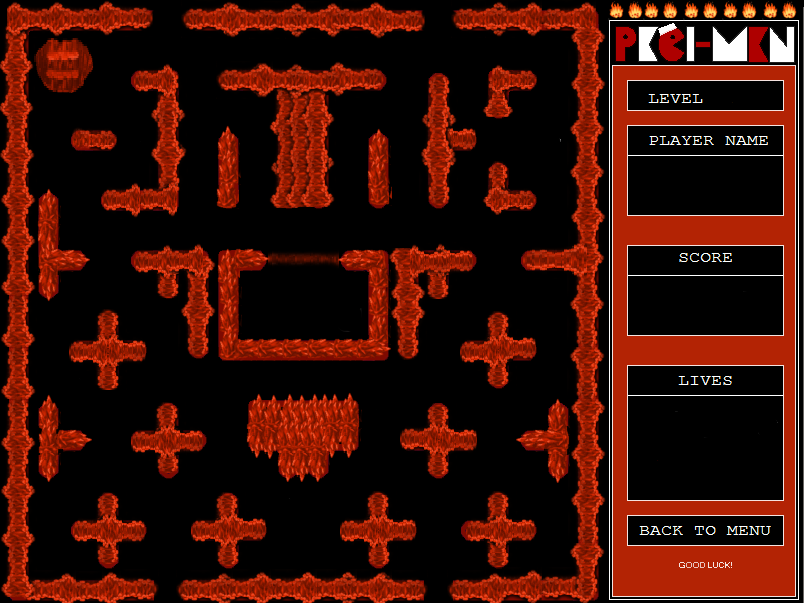 LEVEL
PLAYER NAME
SCORE
LIVES
BACK TO MENU
GOOD LUCK!